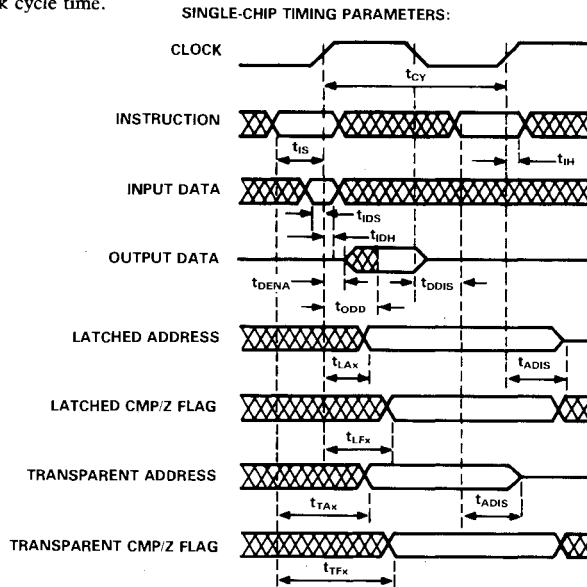 k cycle time.
SINGLE-CHIP TIMING PARAMETERS:
CLOCK
tCY
INSTRUCTION
tIS
tIH
INPUT DATA
tIDS
tIDH
OUTPUT DATA
tDENA
tDDIS
tODD
LATCHED ADDRESS
tLAx
tADIS
LATCHED CMP/Z FLAG
tLFx
TRANSPARENT ADDRESS
tTAx
tADIS
TRANSPARENT CMP/Z FLAG
tTFx